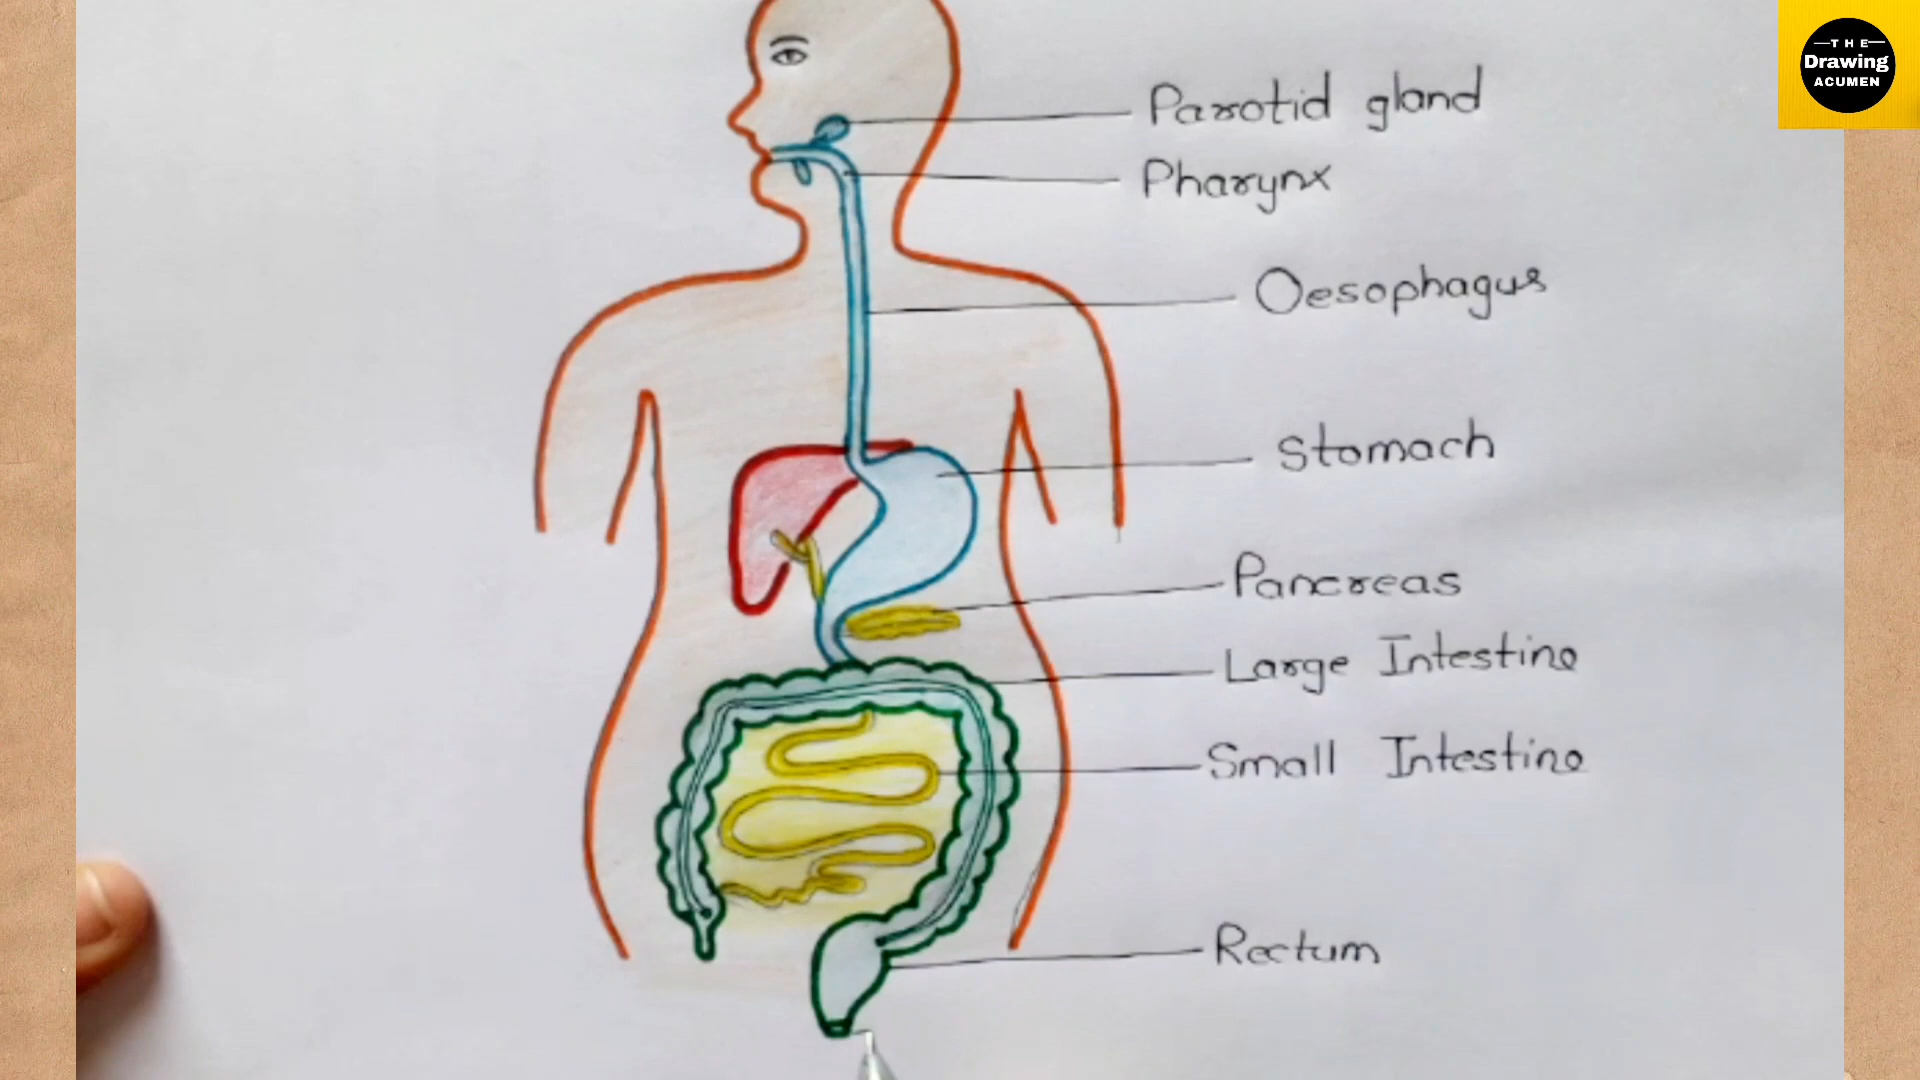 THE
Drawing
ACUMEN
Parotid gland
Pharynx
Oesophagus
Stomach
Pancreas
Large Intestine
Small Intestine
Rectum